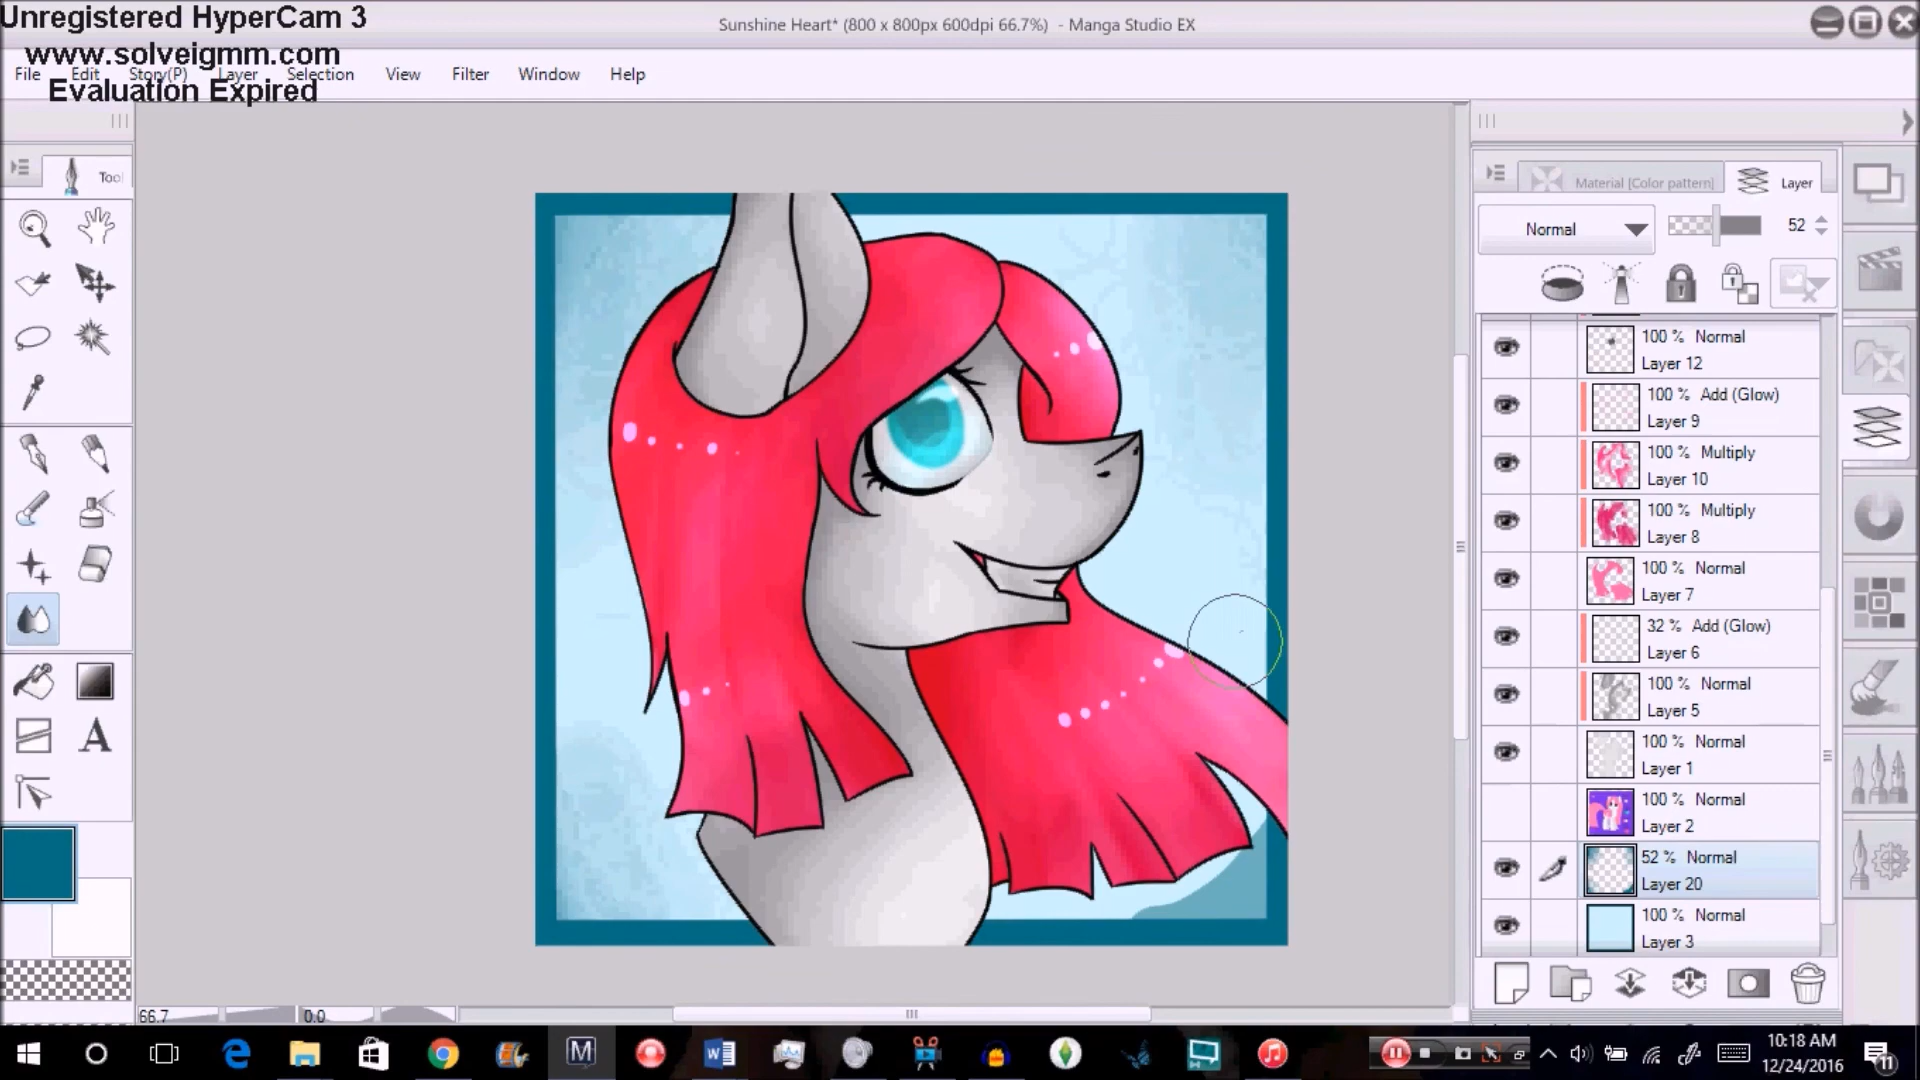 Unregistered HyperCam 3
www.solveigmm.com
Evaluation Expired
Sunshine Heart* (800 x 800px 600dpi 66.7%) - Manga Studio EX
File Edit Story(P) Layer Selection View Filter Window Help
Tool
Material [Color pattern] Layer
Normal 52
100 % Normal
Layer 12
100 % Add (Glow)
Layer 9
100 % Multiply
Layer 10
100 % Multiply
Layer 8
100 % Normal
Layer 7
32 % Add (Glow)
Layer 6
100 % Normal
Layer 5
100 % Normal
Layer 1
100 % Normal
Layer 2
52 % Normal
Layer 20
100 % Normal
Layer 3
A
66.7 0.0
10:18 AM
12/24/2016
11